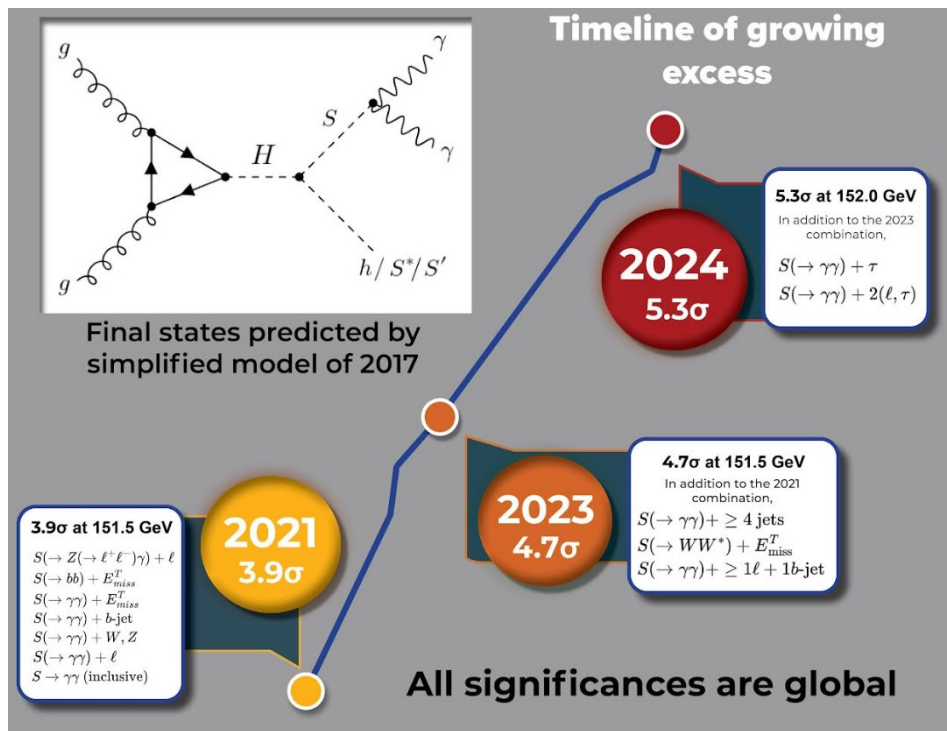 Timeline of growing
excess
g
g
H
S
γ
γ
h/ S*/ S′
Final states predicted by
simplified model of 2017
2024
5.3σ
5.3σ at 152.0 GeV
In addition to the 2023
combination,
S(→ γγ) + τ
S(→ γγ) + 2(ℓ, τ)
2023
4.7σ
4.7σ at 151.5 GeV
In addition to the 2021
combination,
S(→ γγ)+ ≥ 4 jets
S(→ WW*) + E^T_miss
S(→ γγ)+ ≥ 1ℓ + 1b-jet
2021
3.9σ
3.9σ at 151.5 GeV
S(→ Z(→ ℓ⁺ℓ⁻)γ) + ℓ
S(→ bb) + E^T_miss
S(→ γγ) + E^T_miss
S(→ γγ) + b-jet
S(→ γγ) + W, Z
S(→ γγ) + ℓ
S → γγ (inclusive)
All significances are global